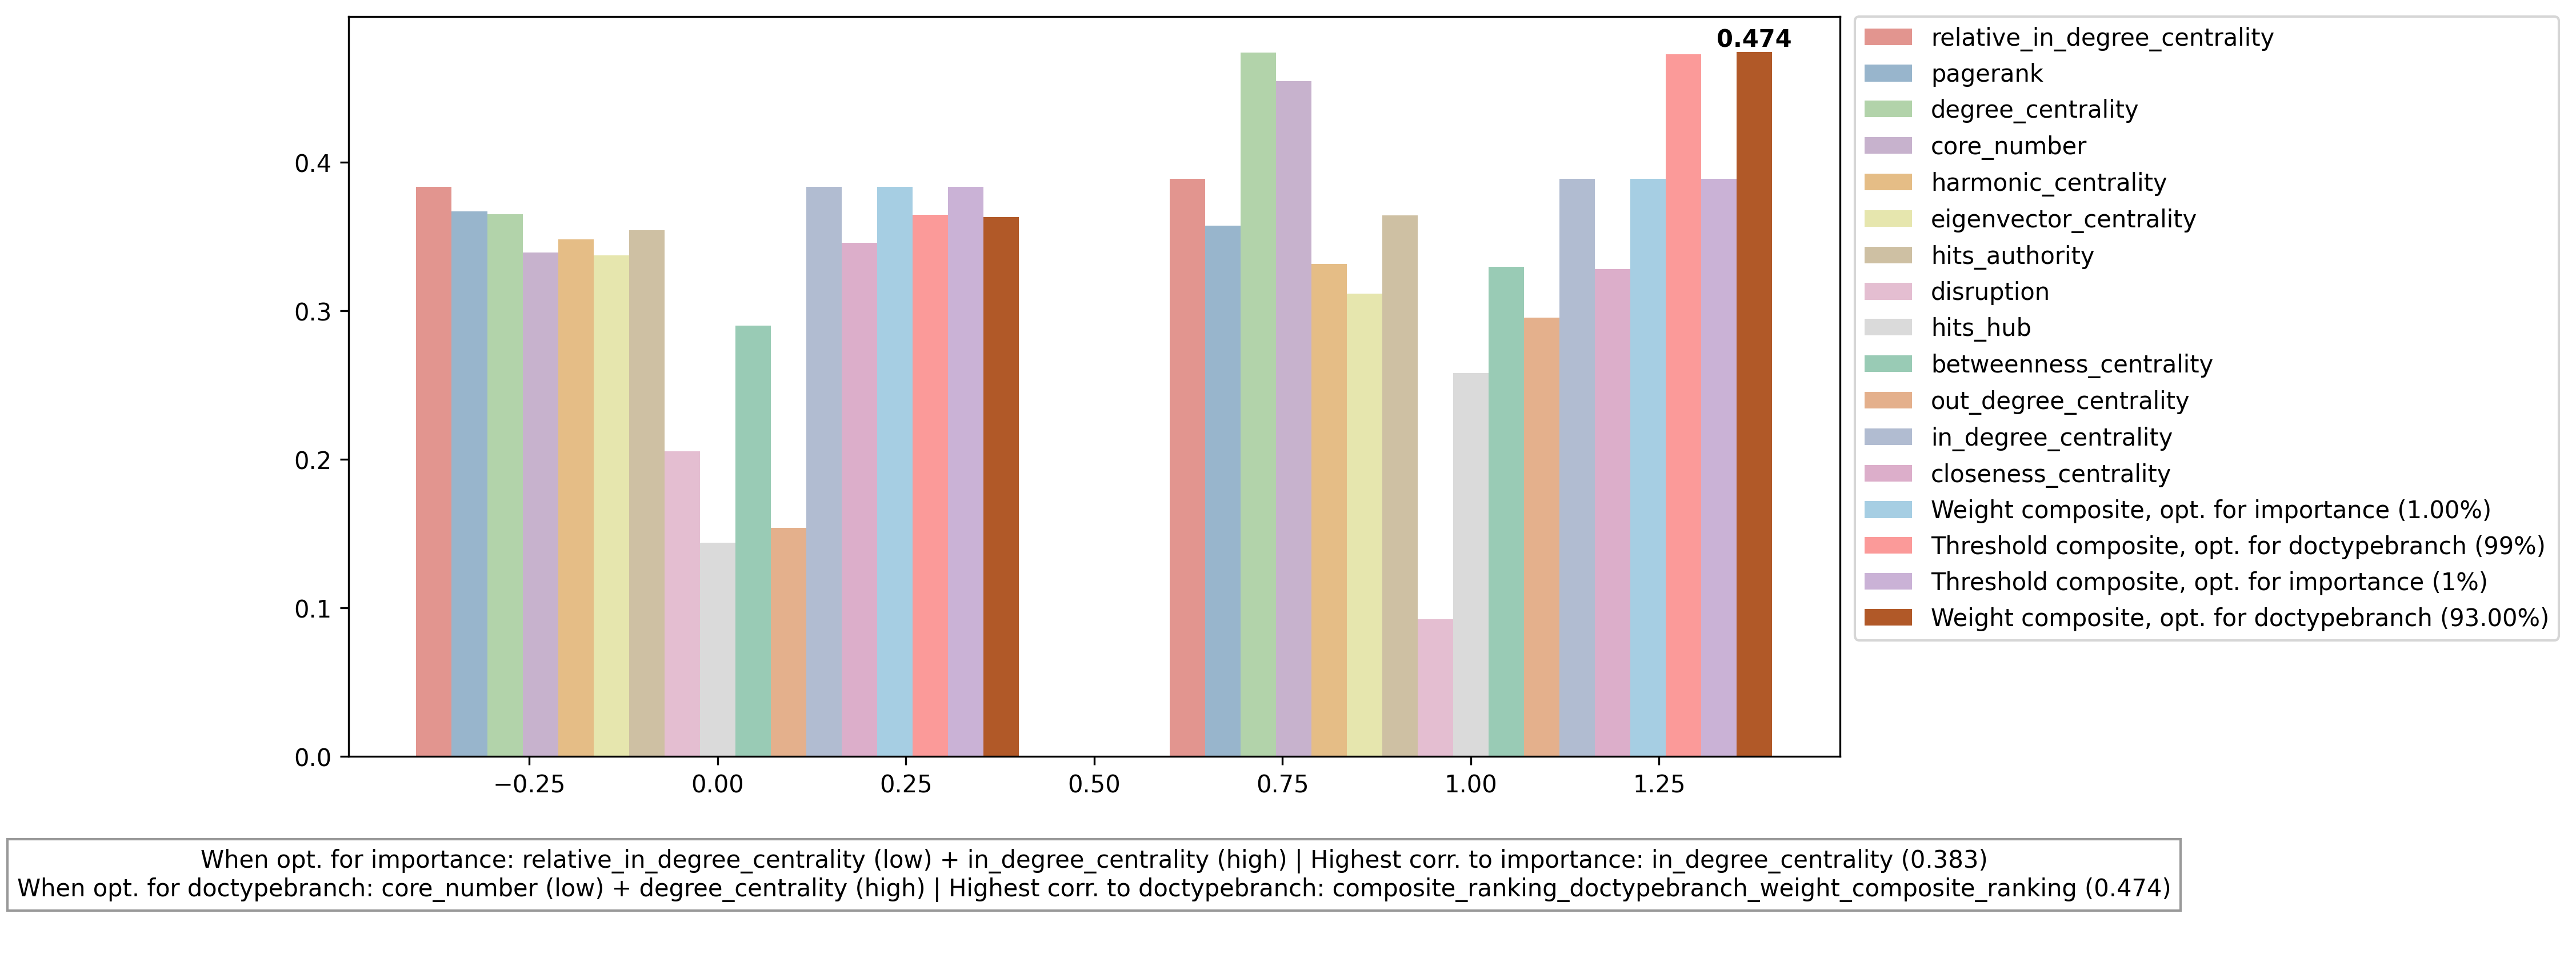 0.474
0.4
0.3
0.2
0.1
0.0
−0.25
0.00
0.25
0.50
0.75
1.00
1.25
relative_in_degree_centrality
pagerank
degree_centrality
core_number
harmonic_centrality
eigenvector_centrality
hits_authority
disruption
hits_hub
betweenness_centrality
out_degree_centrality
in_degree_centrality
closeness_centrality
Weight composite, opt. for importance (1.00%)
Threshold composite, opt. for doctypebranch (99%)
Threshold composite, opt. for importance (1%)
Weight composite, opt. for doctypebranch (93.00%)
When opt. for importance: relative_in_degree_centrality (low) + in_degree_centrality (high) | Highest corr. to importance: in_degree_centrality (0.383)
When opt. for doctypebranch: core_number (low) + degree_centrality (high) | Highest corr. to doctypebranch: composite_ranking_doctypebranch_weight_composite_ranking (0.474)